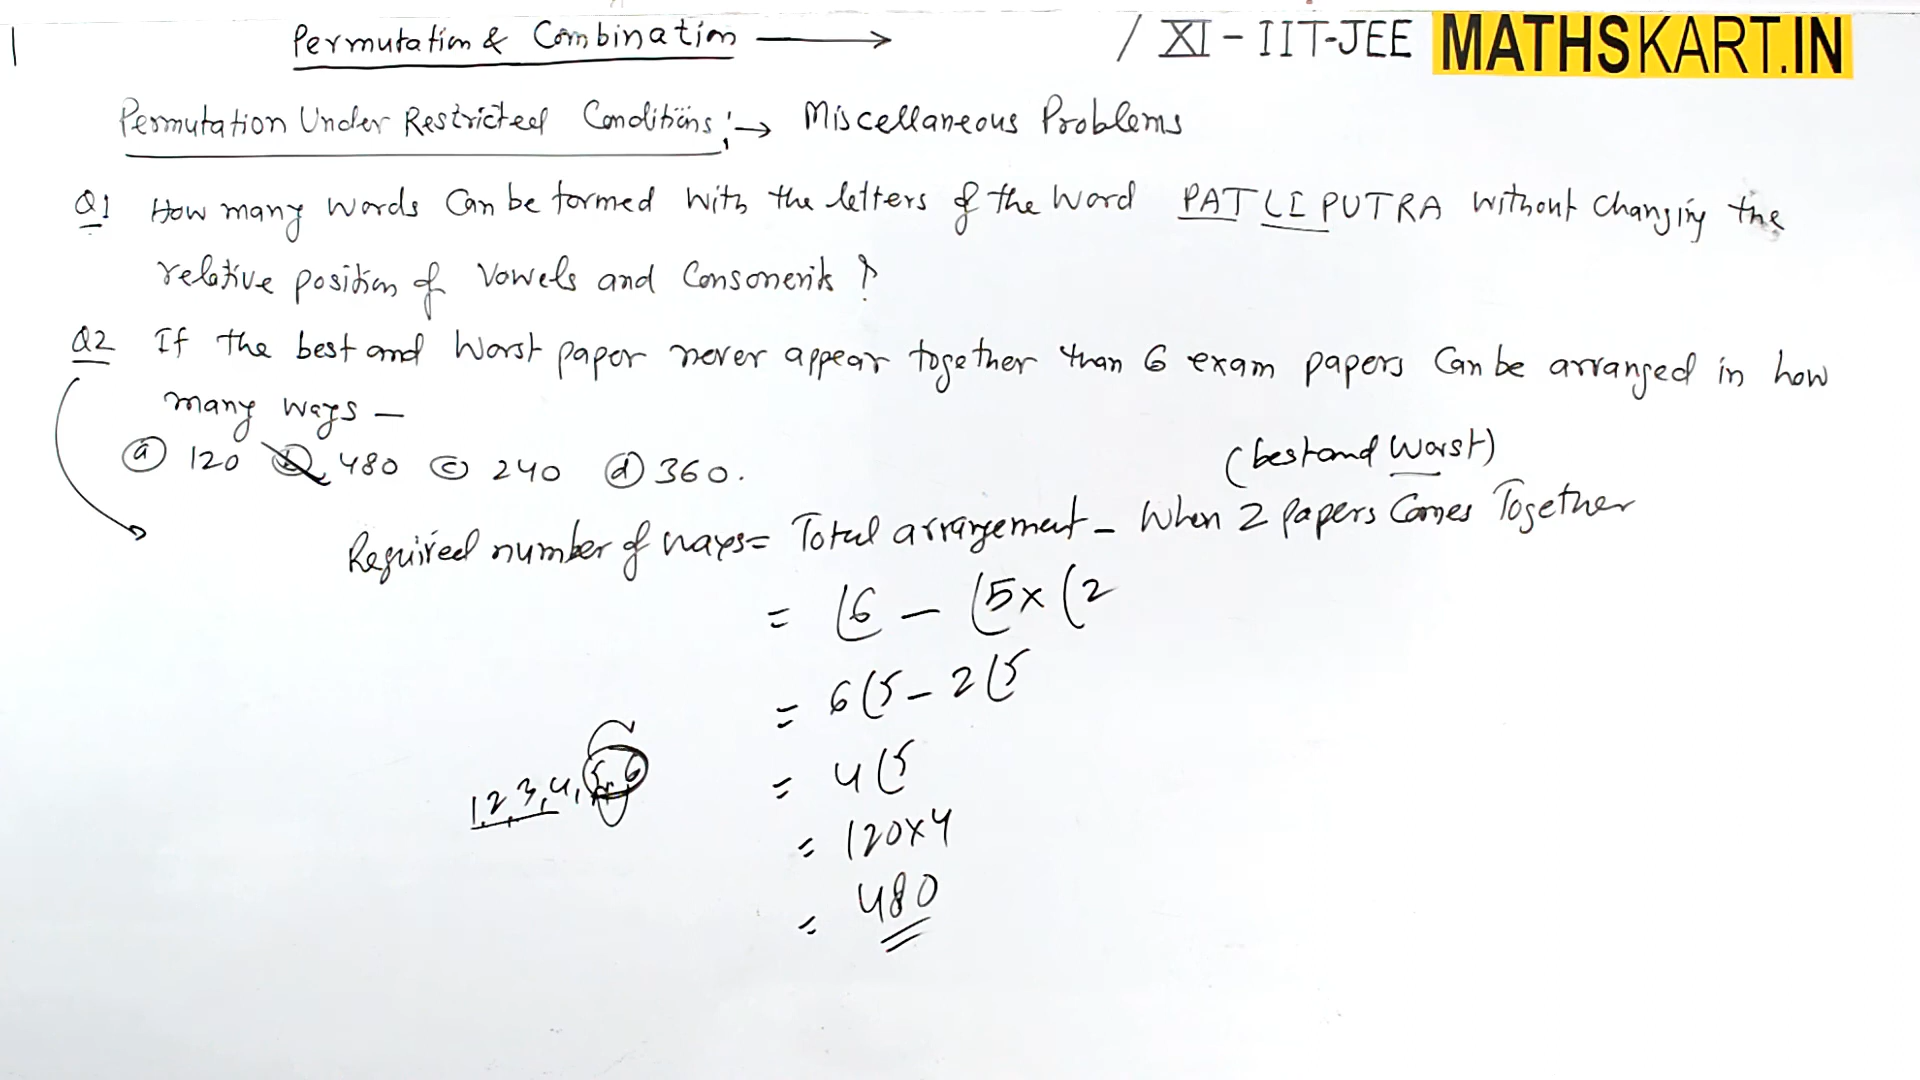 Permutation & Combination → / XI - IIT-JEE MATHSKART.IN
Permutation Under Restricted Conditions :→ Miscellaneous Problems
Q1 How many words Can be formed with the letters of the word PATLIPUTRA without changing the
relative position of Vowels and Consonents ?
Q2 If the best and Worst paper never appear together than 6 exam papers Can be arranged in how
many ways —
(a) 120 (b) 480 (c) 240 (d) 360.
(best and Worst)
Required number of ways = Total arrangement - When 2 papers Comes Together
= ⌊6 - ⌊5 × ⌊2
= 6⌊5 - 2⌊5
= 4⌊5
1,2,3,4,5,6
= 120×4
= 480